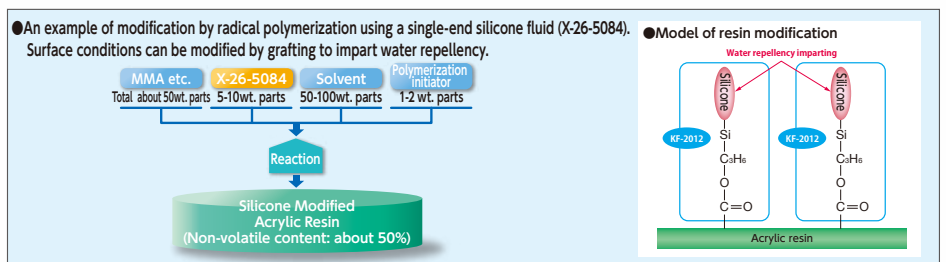 ●An example of modification by radical polymerization using a single-end silicone fluid (X-26-5084).
Surface conditions can be modified by grafting to impart water repellency.
MMA etc.
X-26-5084
Solvent
Polymerization
initiator
Total about 50wt. parts
5-10wt. parts
50-100wt. parts
1-2 wt. parts
Reaction
Silicone Modified
Acrylic Resin
(Non-volatile content: about 50%)
●Model of resin modification
Water repellency imparting
Silicone
Silicone
KF-2012
Si
KF-2012
Si
C₃H₆
C₃H₆
O
O
C=O
C=O
Acrylic resin